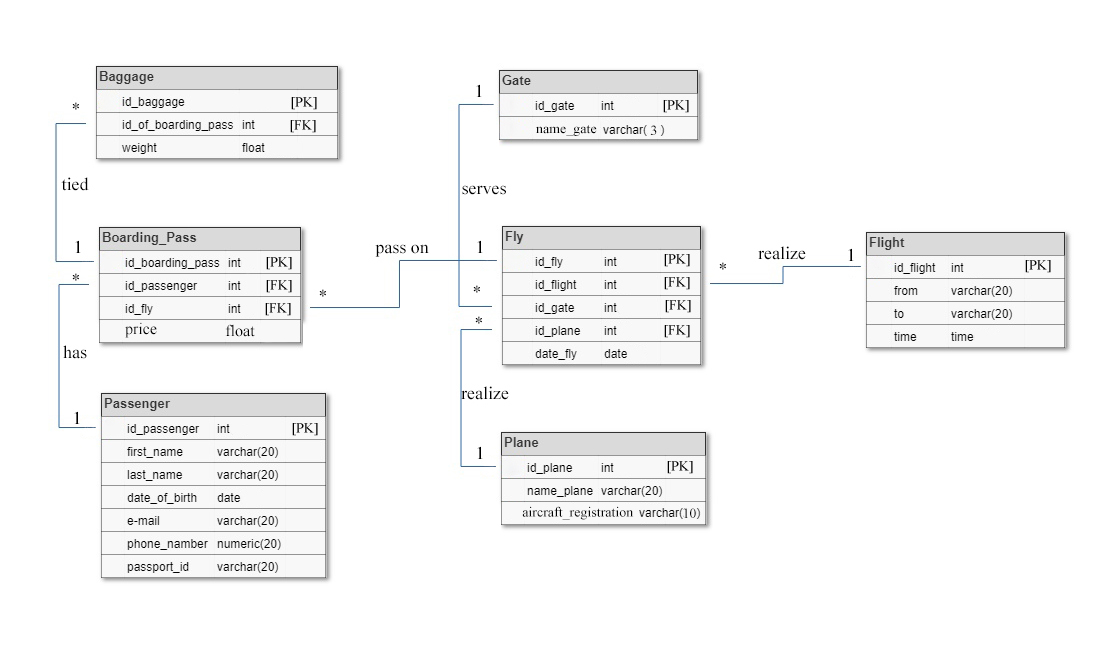 Baggage
id_baggage [PK]
id_of_boarding_pass int [FK]
weight float
*
tied
1
Boarding_Pass
id_boarding_pass int [PK]
id_passenger int [FK]
id_fly int [FK]
price float
*
has
1
Passenger
id_passenger int [PK]
first_name varchar(20)
last_name varchar(20)
date_of_birth date
e-mail varchar(20)
phone_namber numeric(20)
passport_id varchar(20)
*
pass on
1
Gate
id_gate int [PK]
name_gate varchar( 3 )
1
serves
*
Fly
id_fly int [PK]
id_flight int [FK]
id_gate int [FK]
id_plane int [FK]
date_fly date
*
realize
1
Plane
id_plane int [PK]
name_plane varchar(20)
aircraft_registration varchar(10)
*
realize
1
Flight
id_flight int [PK]
from varchar(20)
to varchar(20)
time time